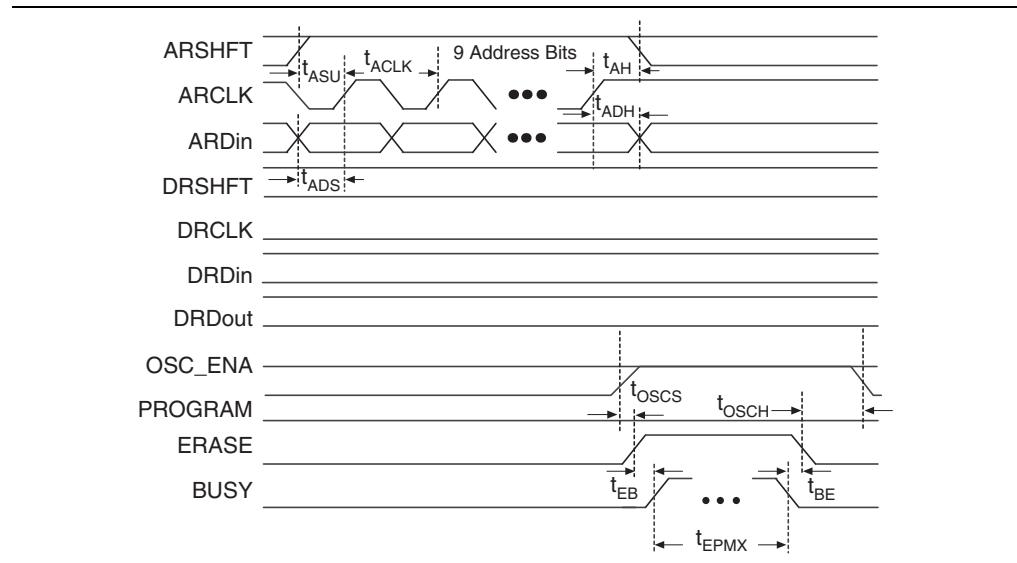 ARSHFT
9 Address Bits
tASU
tACLK
tAH
ARCLK
tADH
ARDin
tADS
DRSHFT
DRCLK
DRDin
DRDout
OSC_ENA
tOSCS
tOSCH
PROGRAM
ERASE
tEB
tBE
BUSY
tEPMX